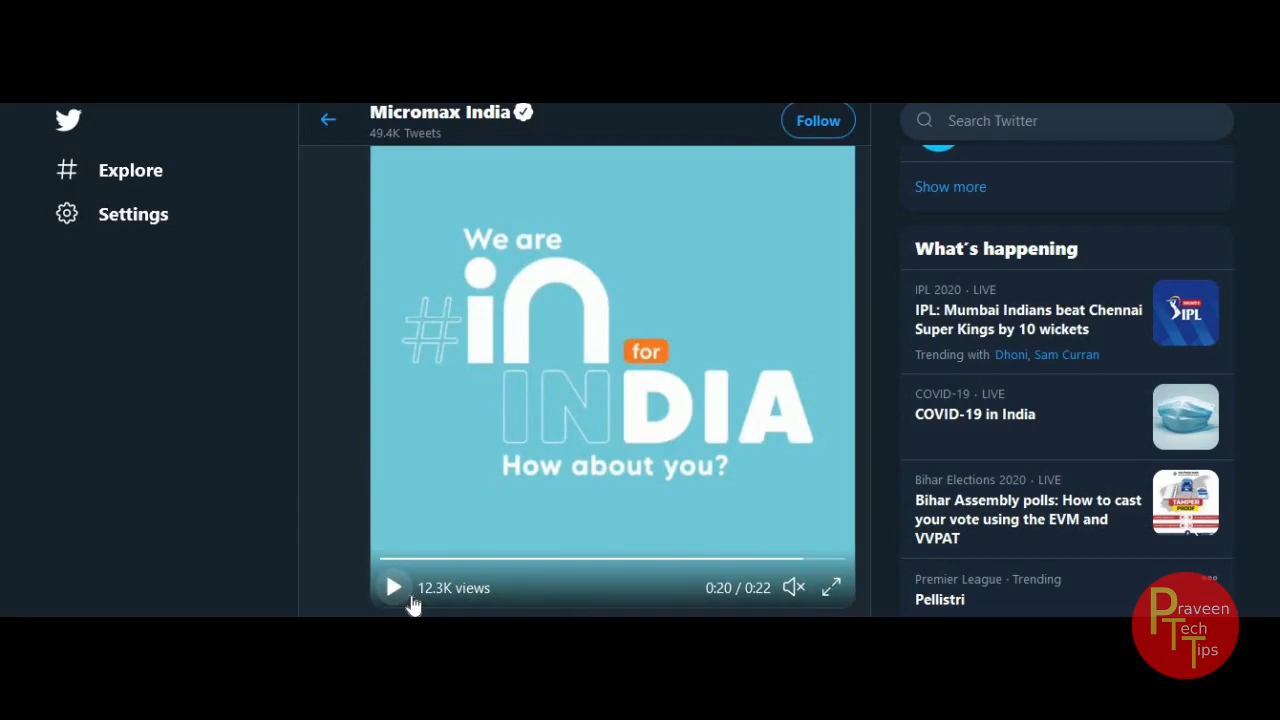 Micromax India
49.4K Tweets
Follow
Search Twitter
Explore
Settings
We are
#in
for
INDIA
How about you?
12.3K views
0:20 / 0:22
Show more
What's happening
IPL 2020 · LIVE
IPL: Mumbai Indians beat Chennai
Super Kings by 10 wickets
Trending with Dhoni, Sam Curran
IPL
COVID-19 · LIVE
COVID-19 in India
Bihar Elections 2020 · LIVE
Bihar Assembly polls: How to cast
your vote using the EVM and
VVPAT
TAMPER
PROOF
Premier League · Trending
Pellistri
Praveen
Tech
Tips